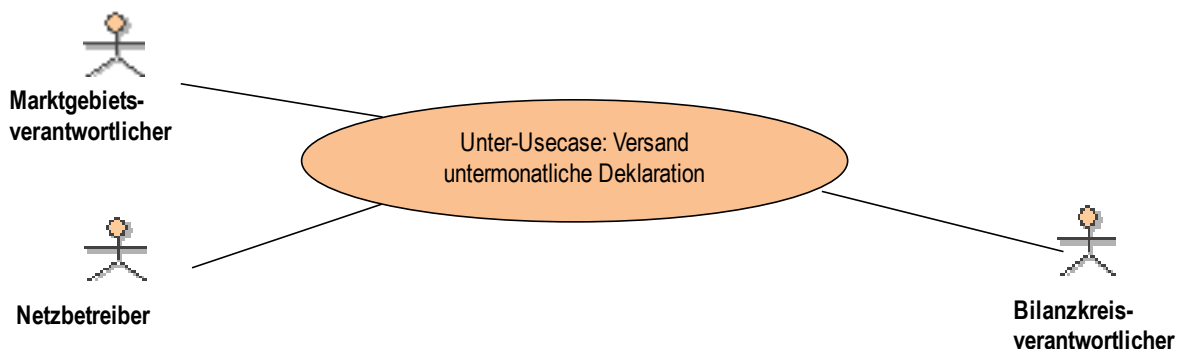 Marktgebiets-
verantwortlicher
Unter-Usecase: Versand
untermonatliche Deklaration
Netzbetreiber
Bilanzkreis-
verantwortlicher